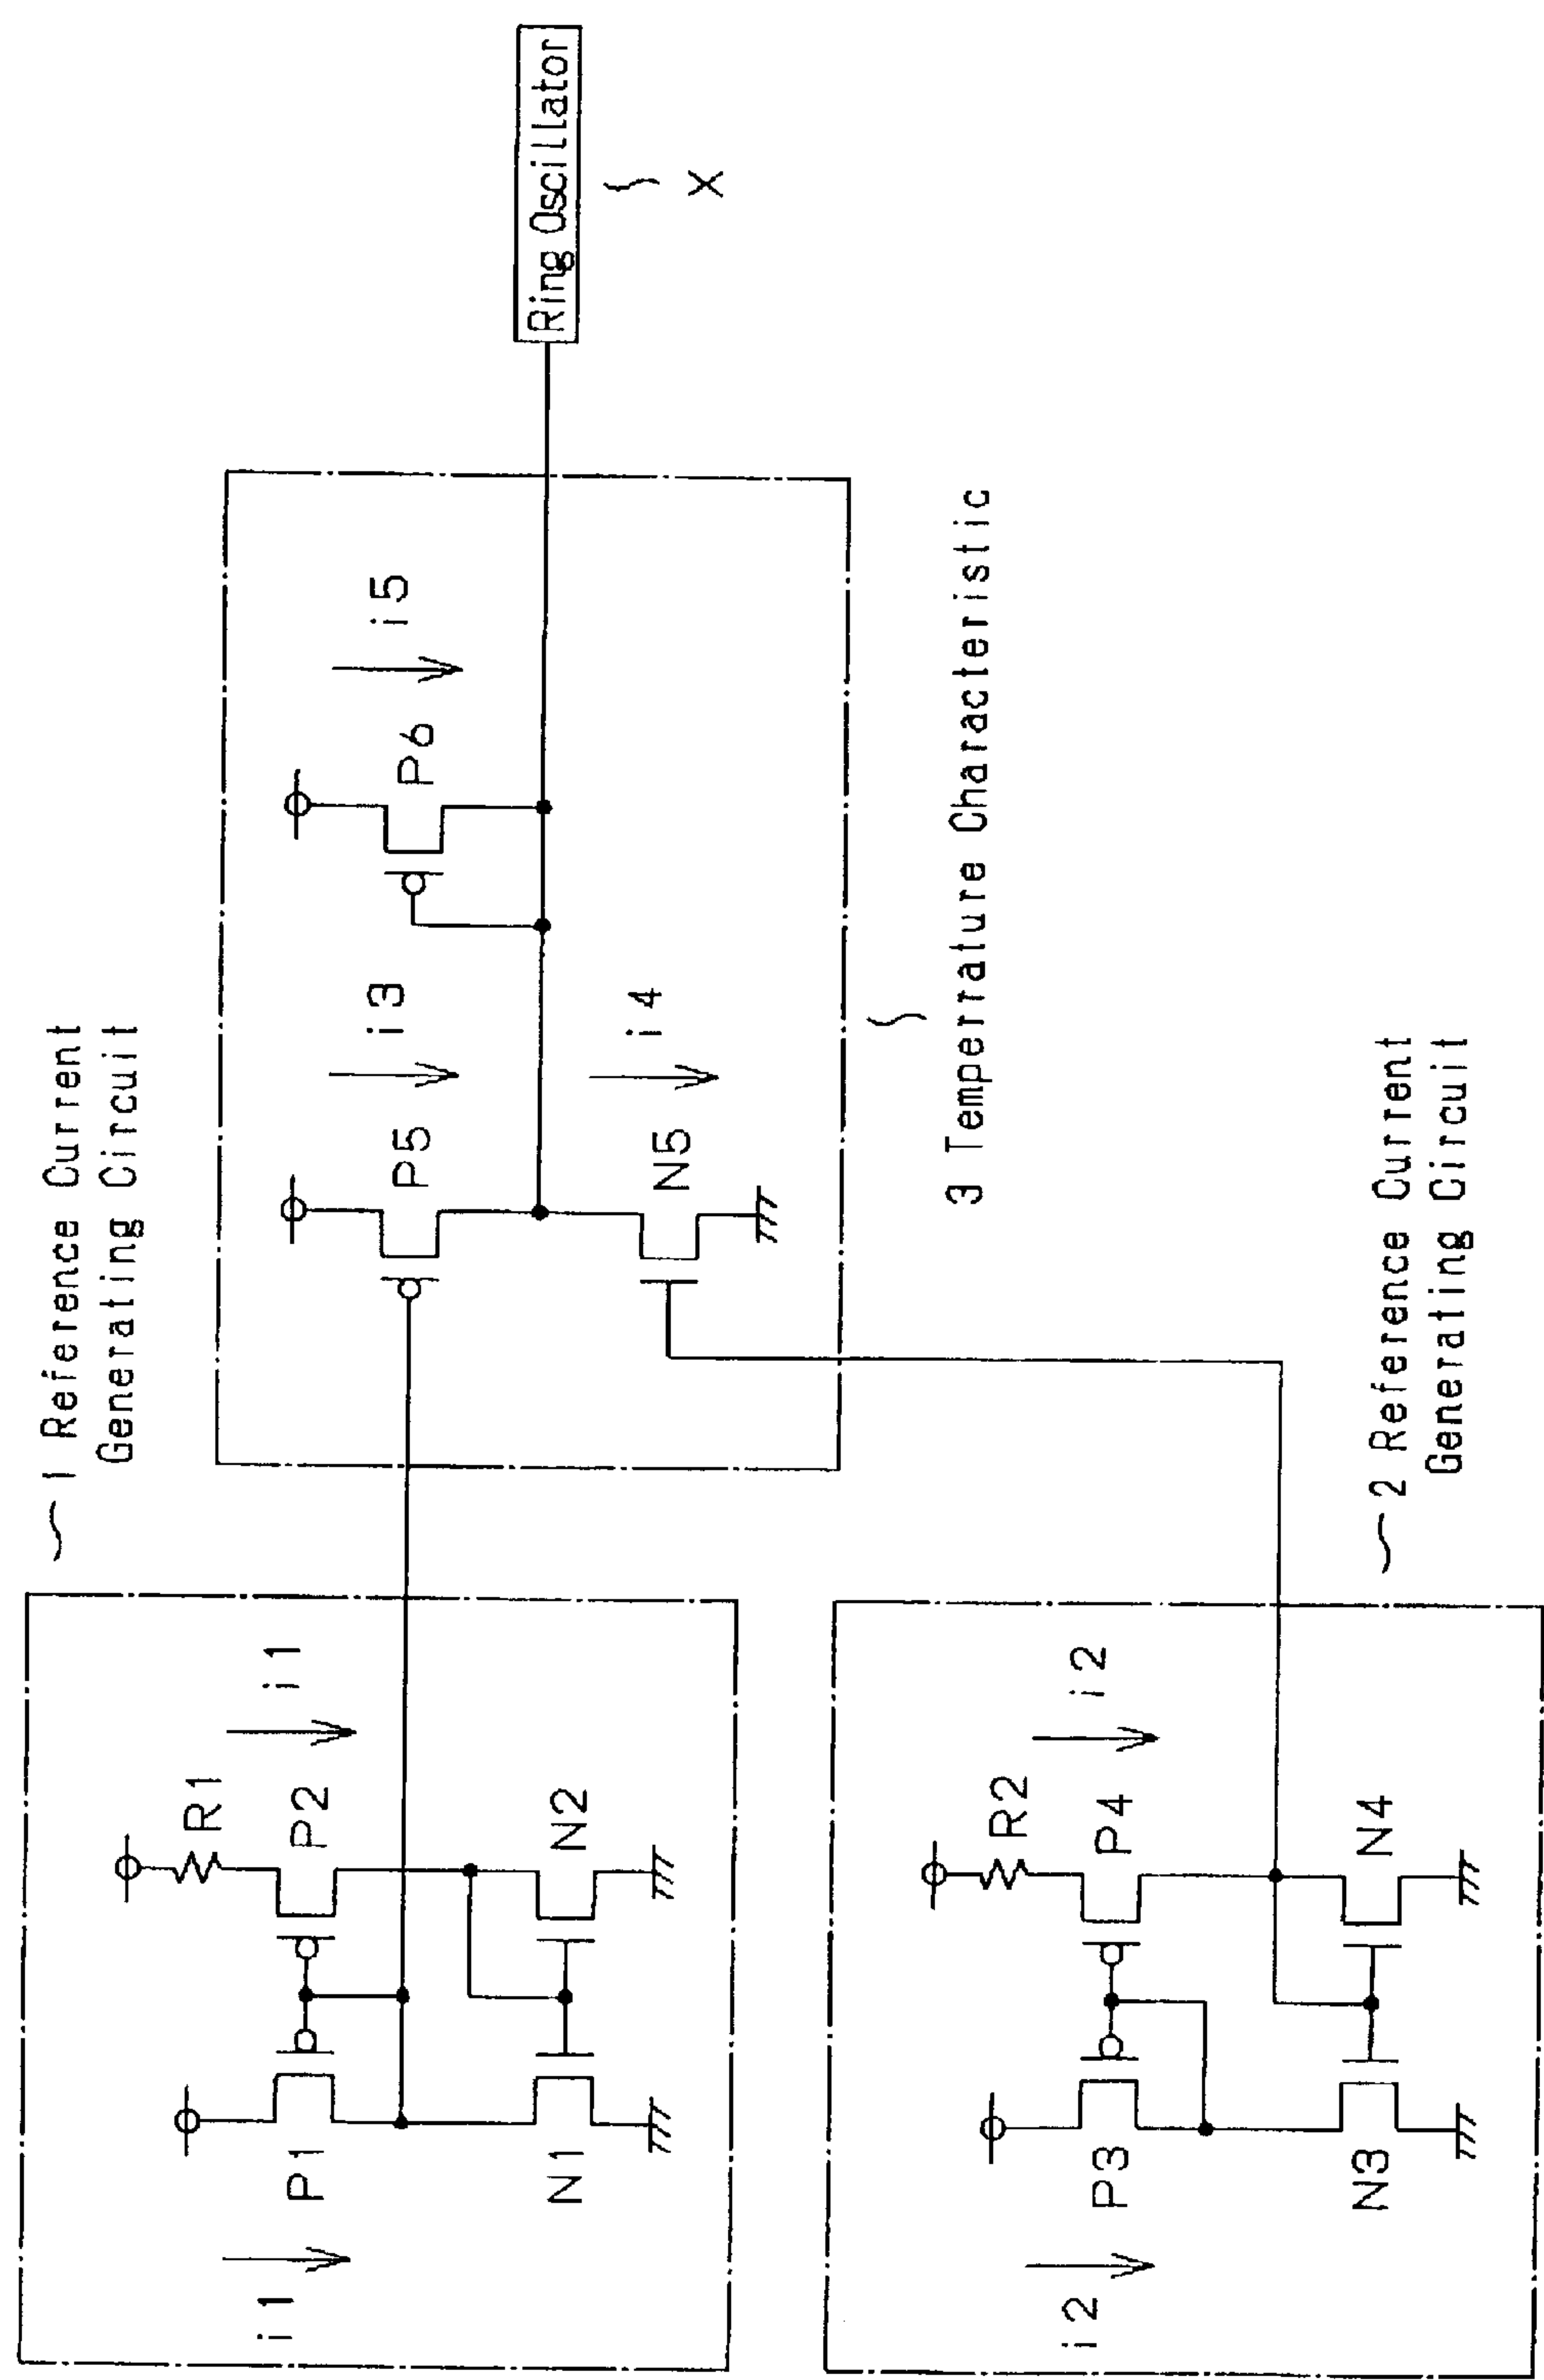 1 Reference Current
Generating Circuit
i1
P1
R1
P2
i1
N1
N2
P5
i3
P6
i5
N5
i4
Ring Oscillator
X
3 Temperrature Characteristic
2 Reference Current
Generating Circuit
i2
P3
R2
P4
i2
N3
N4